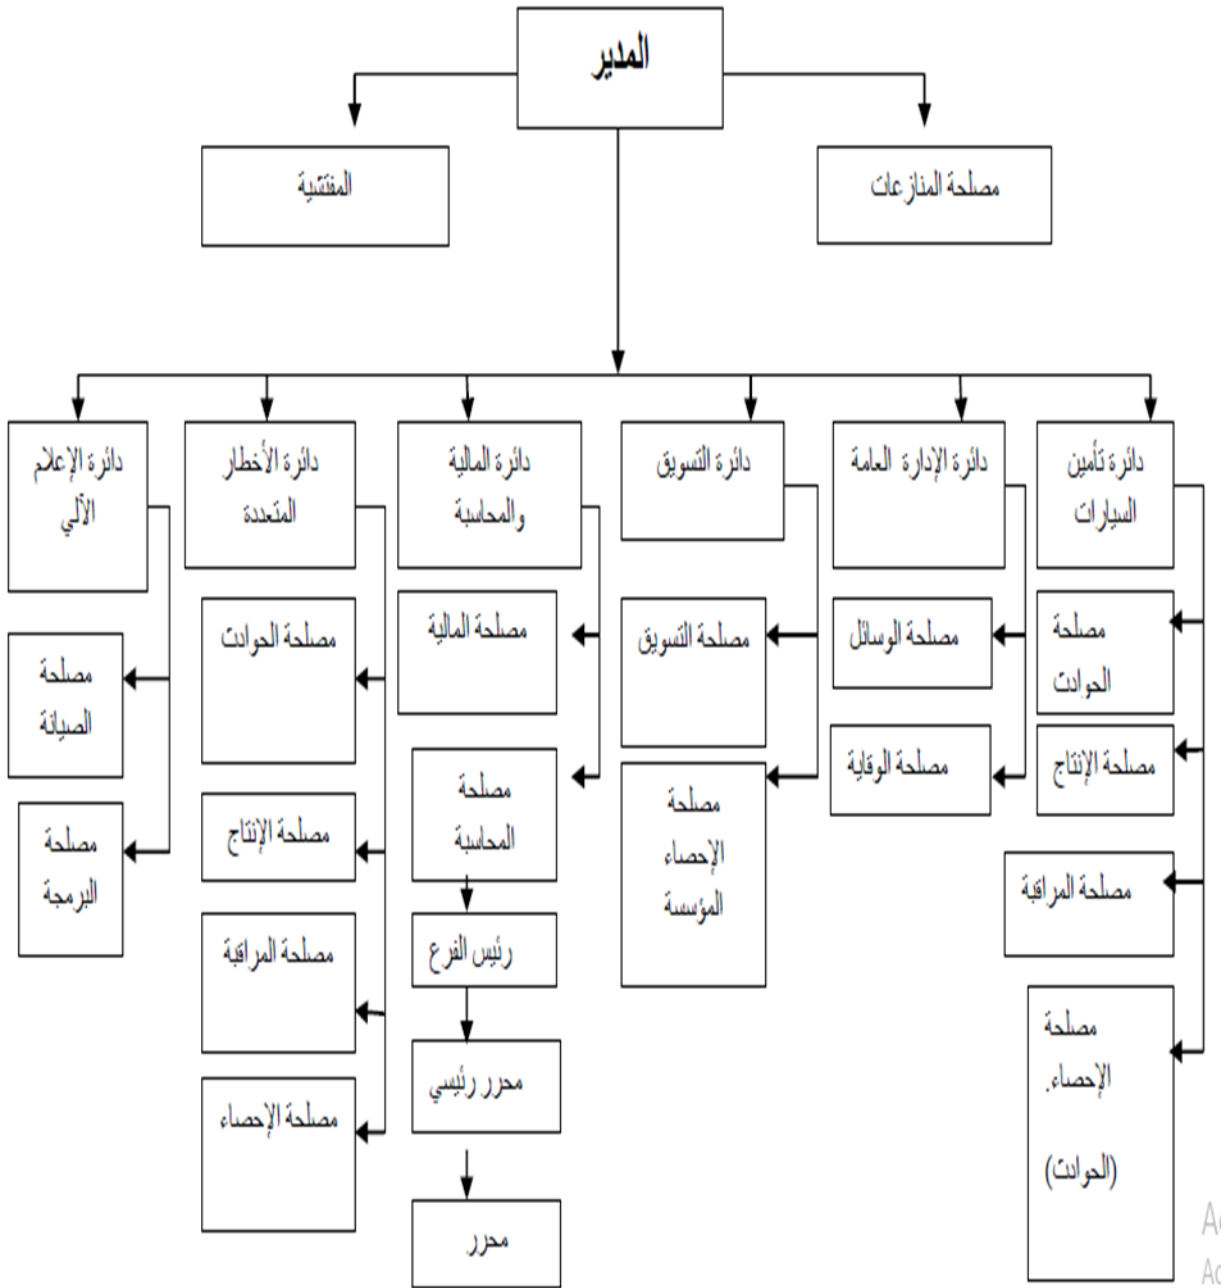 المدير
مصلحة المنازعات
المفتشية
دائرة تأمين
السيارات
دائرة الإدارة العامة
دائرة التسويق
دائرة المالية
والمحاسبة
دائرة الأخطار
المتعددة
دائرة الإعلام
الآلي
مصلحة
الحوادث
مصلحة الإنتاج
مصلحة المراقبة
مصلحة
الإحصاء.
(الحوادث)
مصلحة الوسائل
مصلحة الوقاية
مصلحة التسويق
مصلحة
الإحصاء
المؤسسة
مصلحة المالية
مصلحة
المحاسبة
رئيس الفرع
محرر رئيسي
محرر
مصلحة الحوادث
مصلحة الإنتاج
مصلحة المراقبة
مصلحة الإحصاء
مصلحة
الصيانة
مصلحة
البرمجة